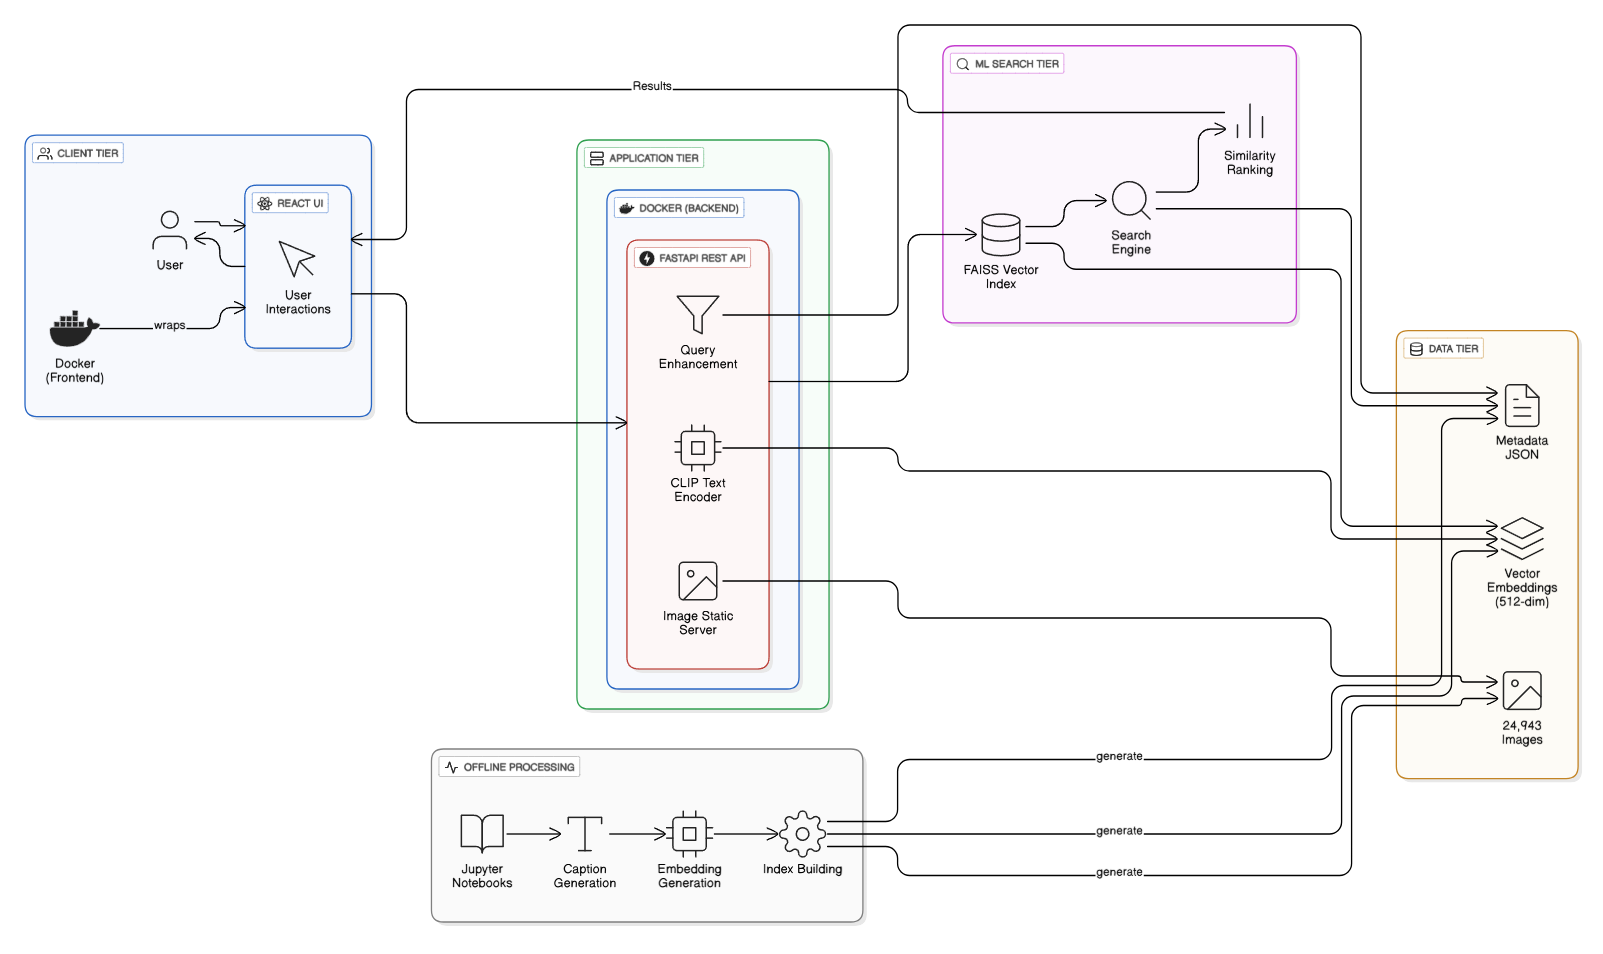 Results
ML SEARCH TIER
Similarity
Ranking
Search
Engine
FAISS Vector
Index
CLIENT TIER
REACT UI
User
User
Interactions
wraps
Docker
(Frontend)
APPLICATION TIER
DOCKER (BACKEND)
FASTAPI REST API
Query
Enhancement
CLIP Text
Encoder
Image Static
Server
DATA TIER
Metadata
JSON
Vector
Embeddings
(512-dim)
24,943
Images
OFFLINE PROCESSING
Jupyter
Notebooks
Caption
Generation
Embedding
Generation
Index Building
generate
generate
generate